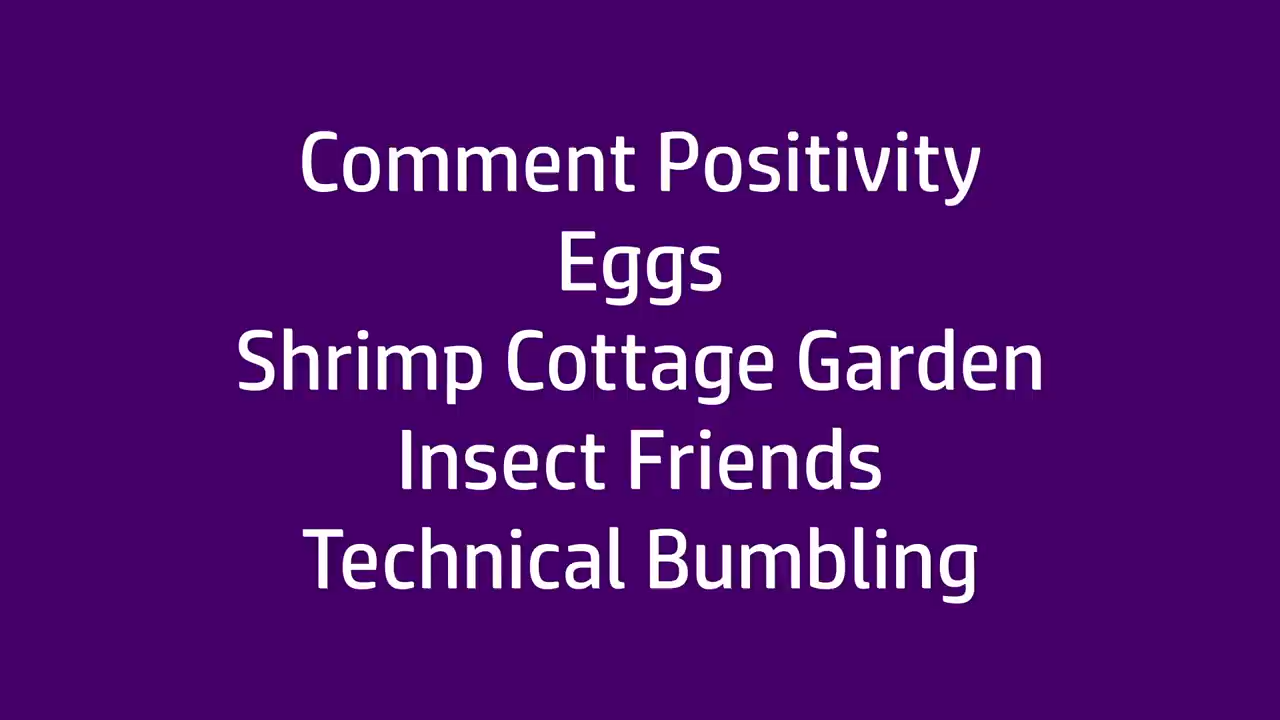 Comment Positivity
Eggs
Shrimp Cottage Garden
Insect Friends
Technical Bumbling